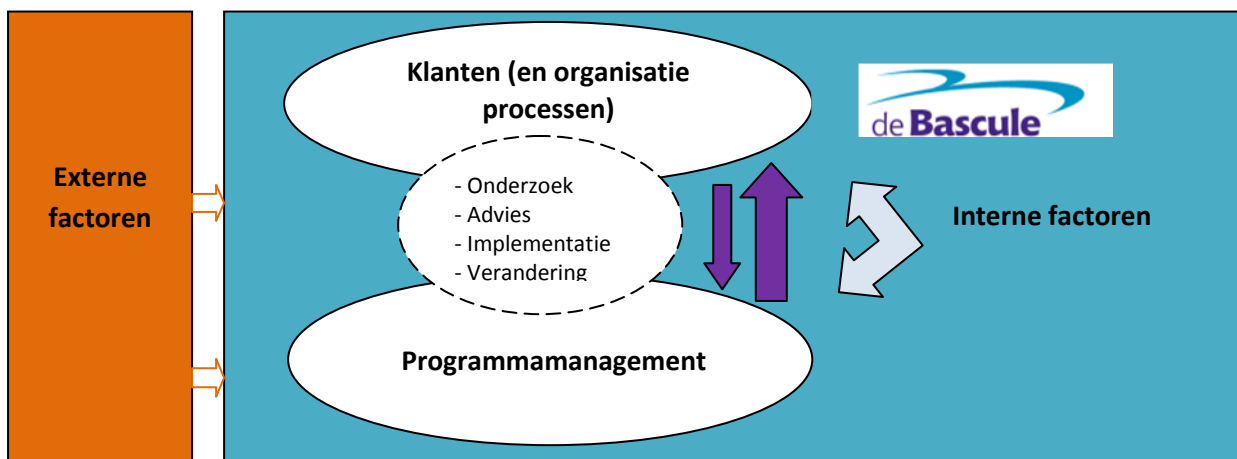 Externe
factoren
Klanten (en organisatie
processen)
- Onderzoek
- Advies
- Implementatie
- Verandering
Programmamanagement
de Bascule
Interne factoren